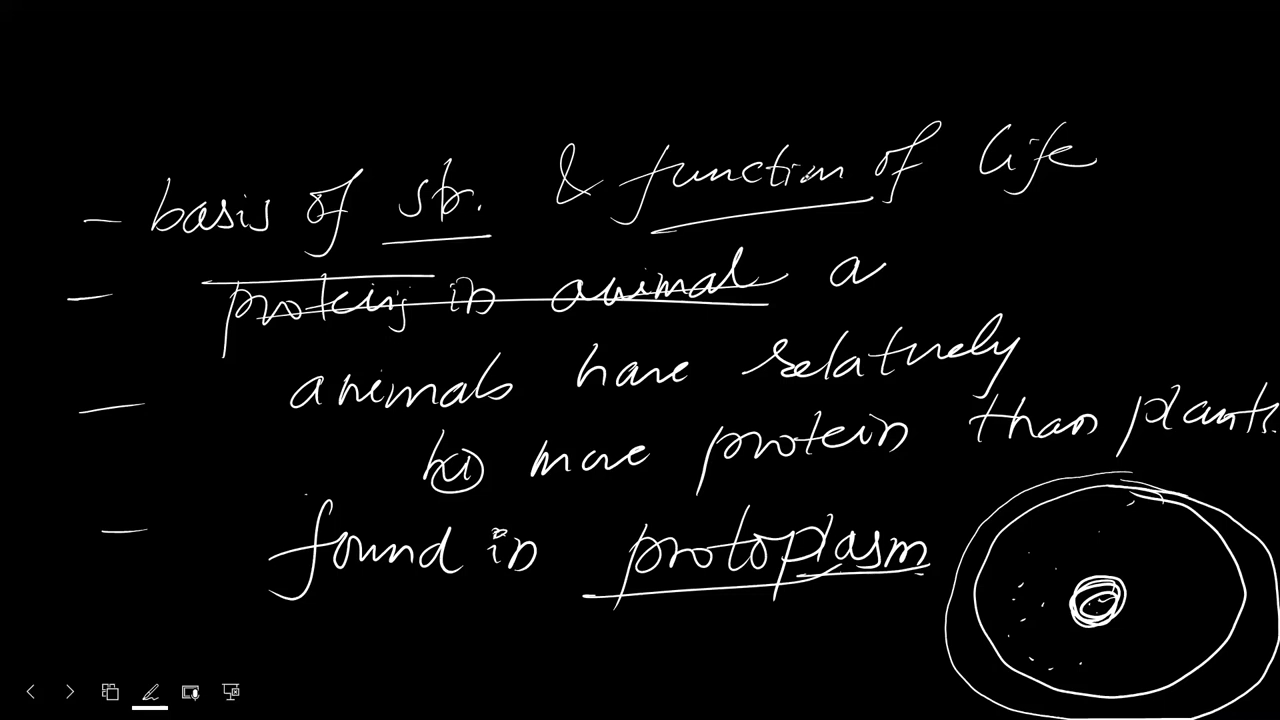 - basis of str. & function of life
- protein in animal a
- animals have relatively
more protein than plants.
- found in protoplasm